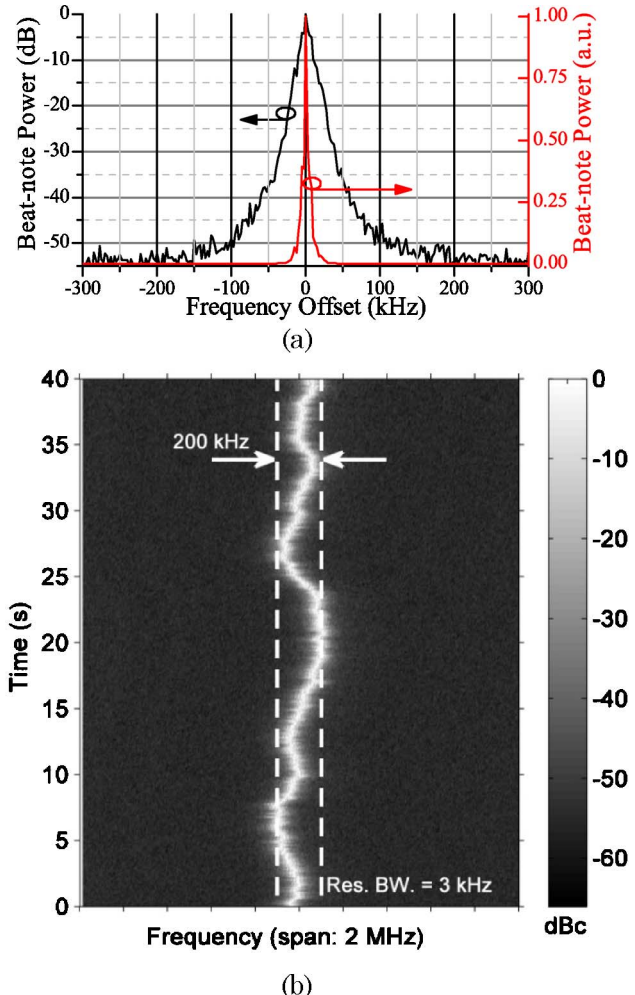 Beat-note Power (dB)
0
-10
-20
-30
-40
-50
1.00
0.75
0.50
0.25
0.00
Beat-note Power (a.u.)
-300 -200 -100 0 100 200 300
Frequency Offset (kHz)
(a)
Time (s)
40
35
30
25
20
15
10
5
0
200 kHz
Res. BW. = 3 kHz
Frequency (span: 2 MHz)
0
-10
-20
-30
-40
-50
-60
dBc
(b)